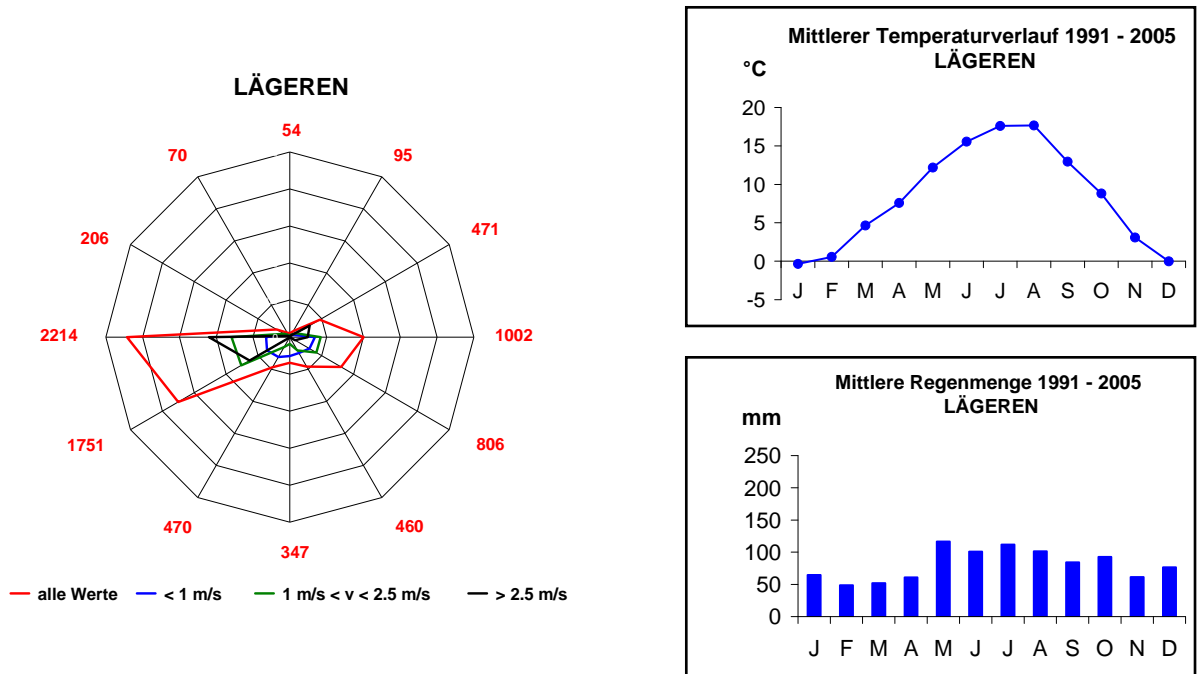 LÄGEREN
54
70
95
206
471
2214
1002
1751
806
470
460
347
alle Werte
< 1 m/s
1 m/s < v < 2.5 m/s
> 2.5 m/s
Mittlerer Temperaturverlauf 1991 - 2005
LÄGEREN
°C
20
15
10
5
0
-5
J F M A M J J A S O N D
Mittlere Regenmenge 1991 - 2005
LÄGEREN
mm
250
200
150
100
50
0
J F M A M J J A S O N D